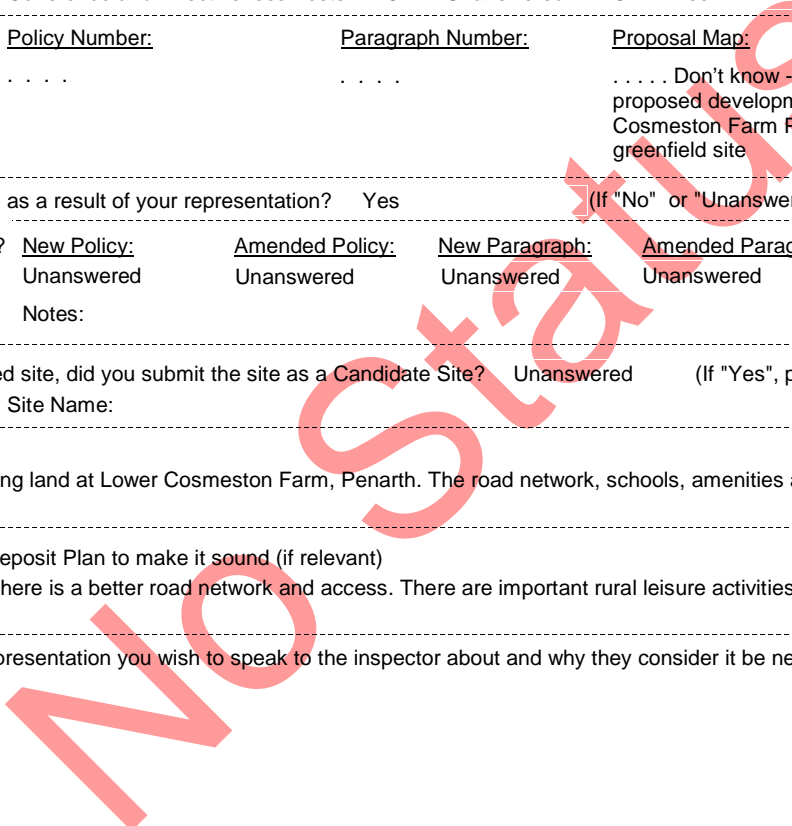 Policy Number: Paragraph Number: Proposal Map:
. . . . . . . . . . . . . Don't know -
proposed developm
Cosmeston Farm
greenfield site
as a result of your representation? Yes (If "No" or "Unanswer
? New Policy: Amended Policy: New Paragraph: Amended Parag
Unanswered Unanswered Unanswered Unanswered
Notes:
ed site, did you submit the site as a Candidate Site? Unanswered (If "Yes", p
Site Name:
ng land at Lower Cosmeston Farm, Penarth. The road network, schools, amenities a
eposit Plan to make it sound (if relevant)
here is a better road network and access. There are important rural leisure activities
presentation you wish to speak to the inspector about and why they consider it be ne
No Status